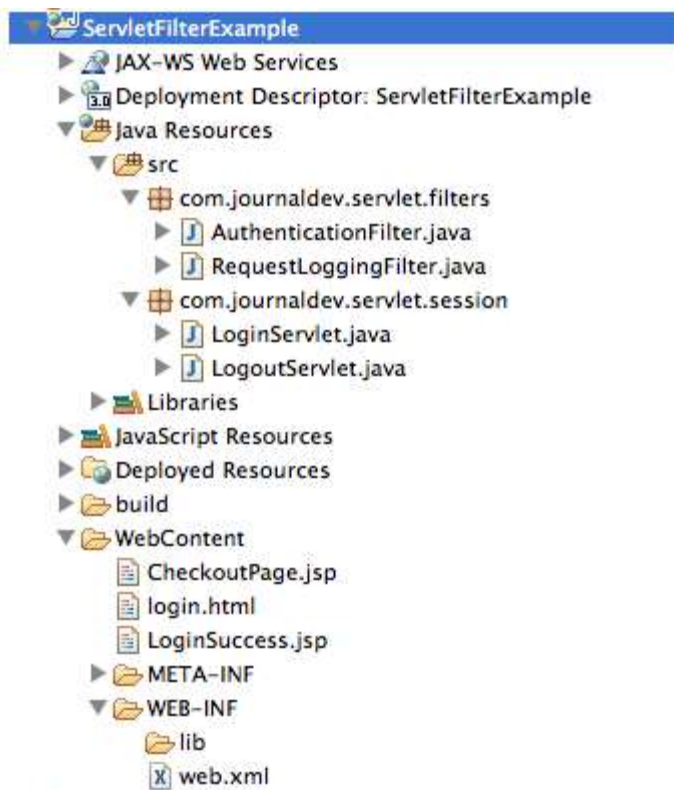 ServletFilterExample
JAX-WS Web Services
3.0 Deployment Descriptor: ServletFilterExample
Java Resources
src
com.journaldev.servlet.filters
J AuthenticationFilter.java
J RequestLoggingFilter.java
com.journaldev.servlet.session
J LoginServlet.java
J LogoutServlet.java
Libraries
JavaScript Resources
Deployed Resources
build
WebContent
CheckoutPage.jsp
login.html
LoginSuccess.jsp
META-INF
WEB-INF
lib
X web.xml